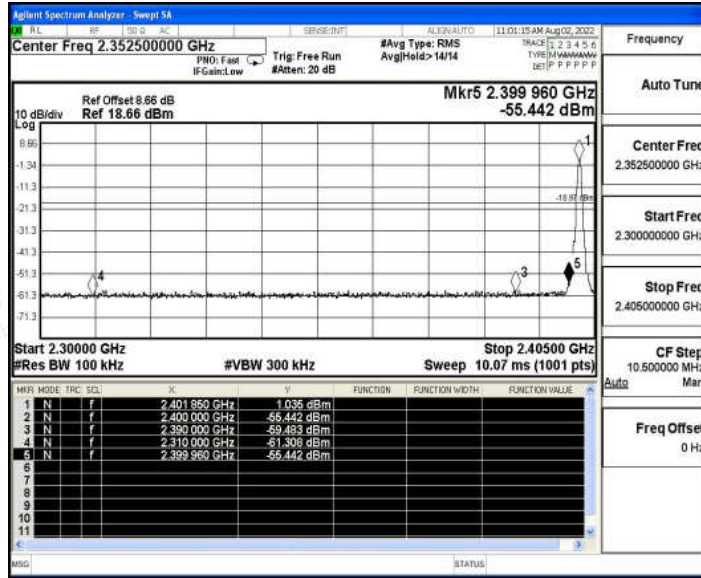 Agilent Spectrum Analyzer - Swept SA
RL RF 50 Ω AC SENSE:INT ALIGN AUTO 11:01:15 AM Aug 02, 2022
Center Freq 2.352500000 GHz
#Avg Type: RMS
Avg|Hold:>14/14
PNO: Fast
IFGain:Low
Trig: Free Run
#Atten: 20 dB
TRACE 1 2 3 4 5 6
TYPE
DET P P P P P P
Ref Offset 8.66 dB
10 dB/div Ref 18.66 dBm
Log
Mkr5 2.399 960 GHz
-55.442 dBm
8.66
-1.34
-11.3
-21.3
-31.3
-41.3
-51.3
-61.3
-71.3
-18.97 dBm
1
3
4
5
Start 2.30000 GHz Stop 2.40500 GHz
#Res BW 100 kHz #VBW 300 kHz Sweep 10.07 ms (1001 pts)
MKR MODE TRC SCL X Y FUNCTION FUNCTION WIDTH FUNCTION VALUE
1 N f 2.401 850 GHz 1.035 dBm
2 N f 2.400 000 GHz -55.442 dBm
3 N f 2.390 000 GHz -59.483 dBm
4 N f 2.310 000 GHz -61.308 dBm
5 N f 2.399 960 GHz -55.442 dBm
6
7
8
9
10
11
MSG STATUS
Frequency
Auto Tune
Center Freq
2.352500000 GHz
Start Freq
2.300000000 GHz
Stop Freq
2.405000000 GHz
CF Step
10.500000 MHz
Auto Man
Freq Offset
0 Hz